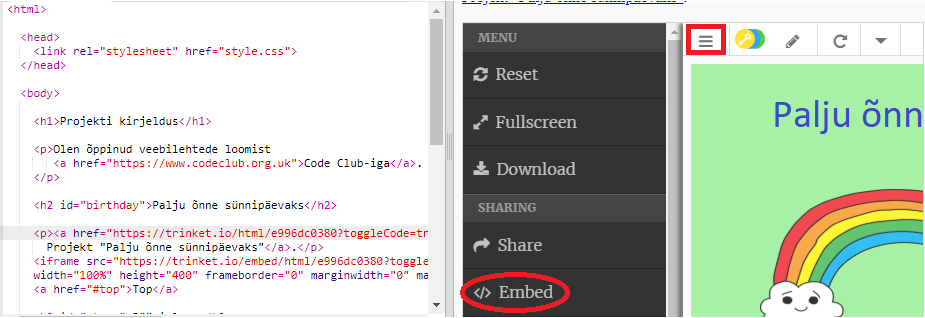 <html>
<head>
<link rel="stylesheet" href="style.css">
</head>
<body>
<h1>Projekti kirjeldus</h1>
<p>Olen õppinud veebilehtede loomist
<a href="https://www.codeclub.org.uk">Code Club-iga</a>.
</p>
<h2 id="birthday">Palju õnne sünnipäevaks</h2>
<p><a href="https://trinket.io/html/e996dc0380?toggleCode=tr
Projekt "Palju õnne sünnipäevaks"</a>.</p>
<iframe src="https://trinket.io/embed/html/e996dc0380?toggle
width="100%" height="400" frameborder="0" marginwidth="0" ma
<a href="#top">Top</a>
MENU
Reset
Fullscreen
Download
SHARING
Share
</> Embed
Palju õnn